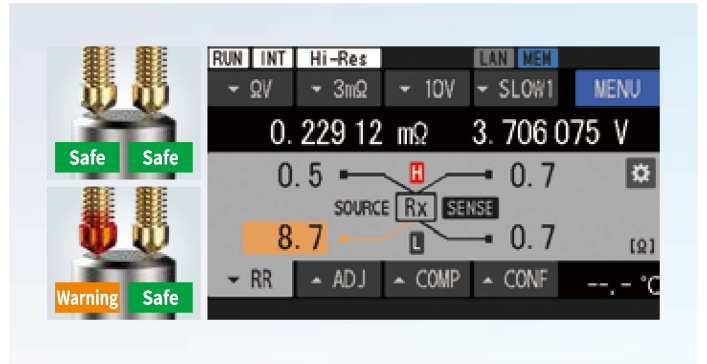 Safe Safe
Warning Safe
RUN INT Hi-Res LAN MEM
ΩV 3mΩ 10V SLOW1 MENU
0.229 12 mΩ 3.706 075 V
0.5 H 0.7
SOURCE Rx SENSE
8.7 L 0.7 [Ω]
RR ADJ COMP CONF --.- °C